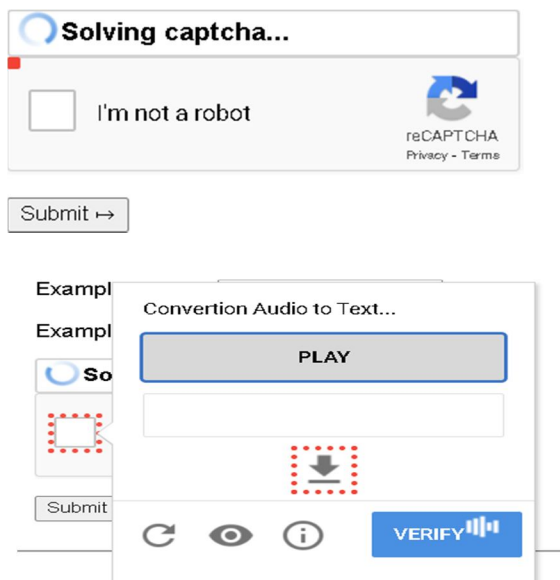 Solving captcha...
I'm not a robot
reCAPTCHA
Privacy - Terms
Submit ↦
Exampl
Convertion Audio to Text...
Exampl
PLAY
So
Submit
VERIFY